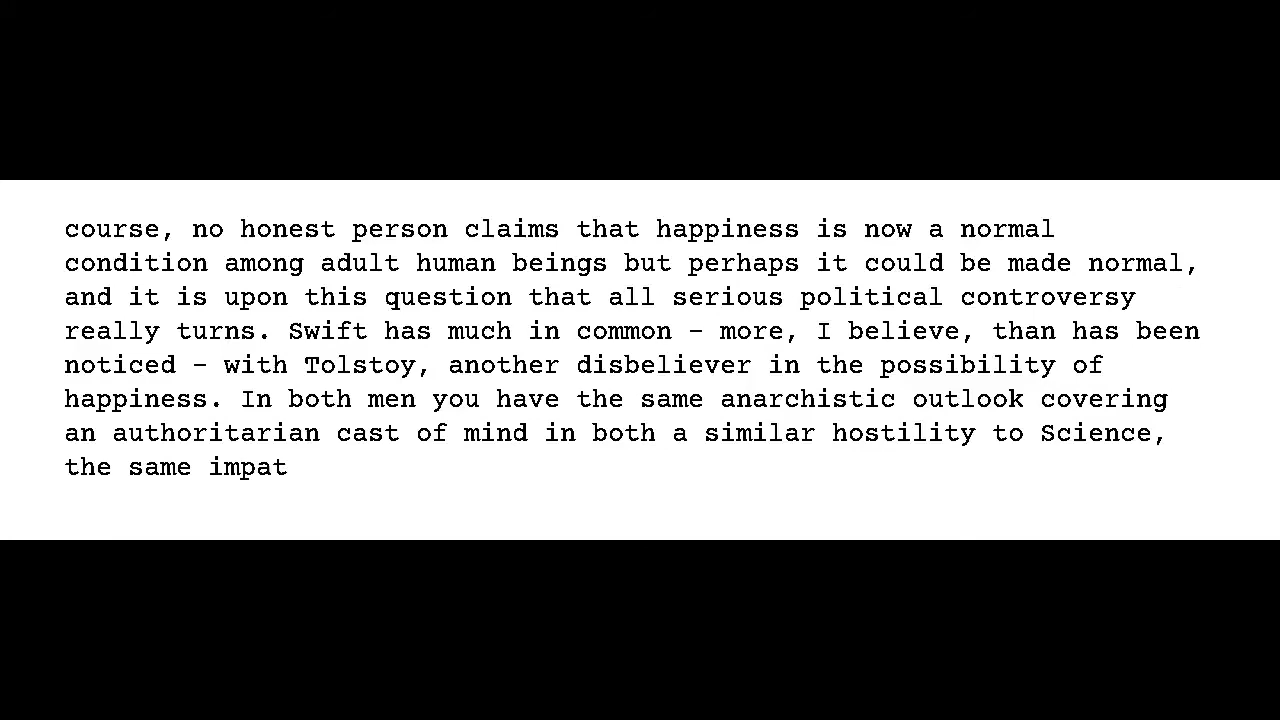 course, no honest person claims that happiness is now a normal
condition among adult human beings but perhaps it could be made normal,
and it is upon this question that all serious political controversy
really turns. Swift has much in common – more, I believe, than has been
noticed – with Tolstoy, another disbeliever in the possibility of
happiness. In both men you have the same anarchistic outlook covering
an authoritarian cast of mind in both a similar hostility to Science,
the same impat